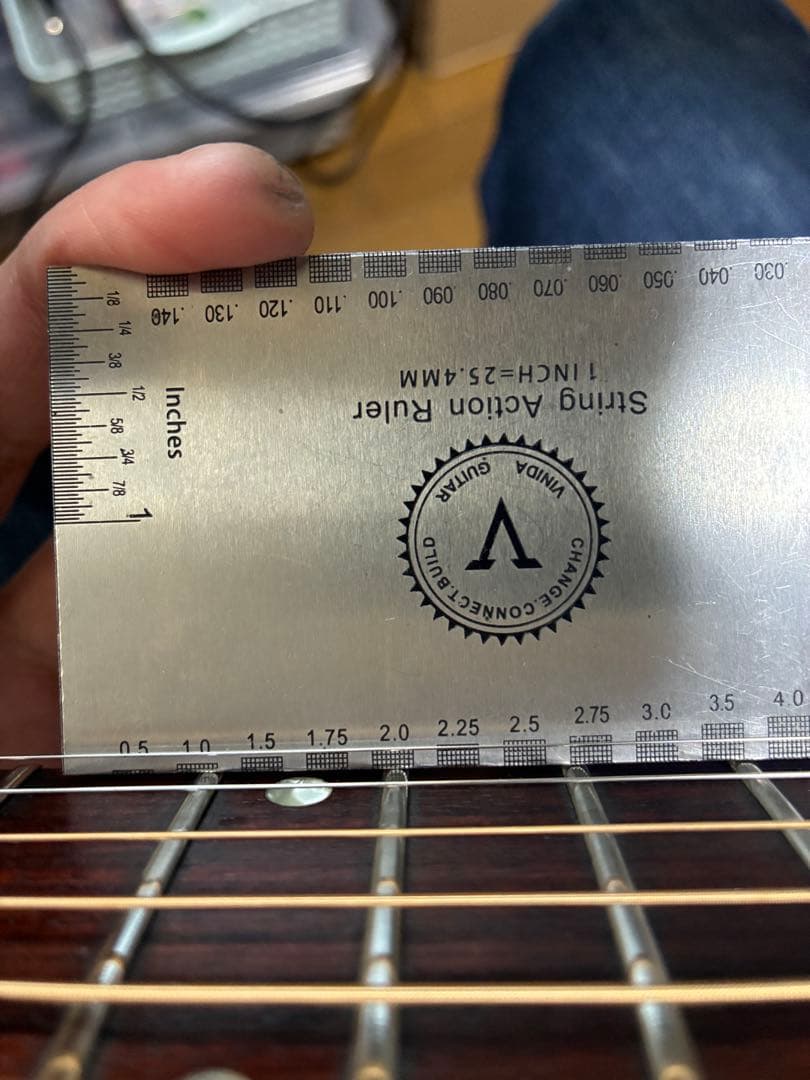 .140 .130 .120 .110 .100 .090 .080 .070 .060 .050 .040 .030
1/8
1/4
3/8
1/2
5/8
3/4
7/8
1
Inches
1 INCH=25.4MM
String Action Ruler
VINIDA GUITAR
CHANGE.CONNECT.BUILD
0.5 1.0 1.5 1.75 2.0 2.25 2.5 2.75 3.0 3.5 4.0